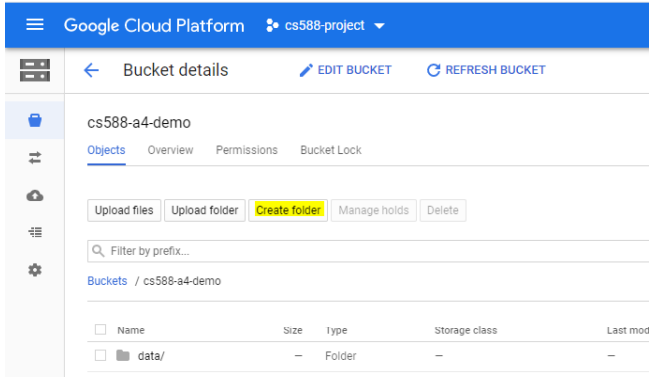 Google Cloud Platform cs588-project
Bucket details EDIT BUCKET REFRESH BUCKET
cs588-a4-demo
Objects Overview Permissions Bucket Lock
Upload files Upload folder Create folder Manage holds Delete
Filter by prefix...
Buckets / cs588-a4-demo
Name Size Type Storage class Last mod
data/ — Folder — —